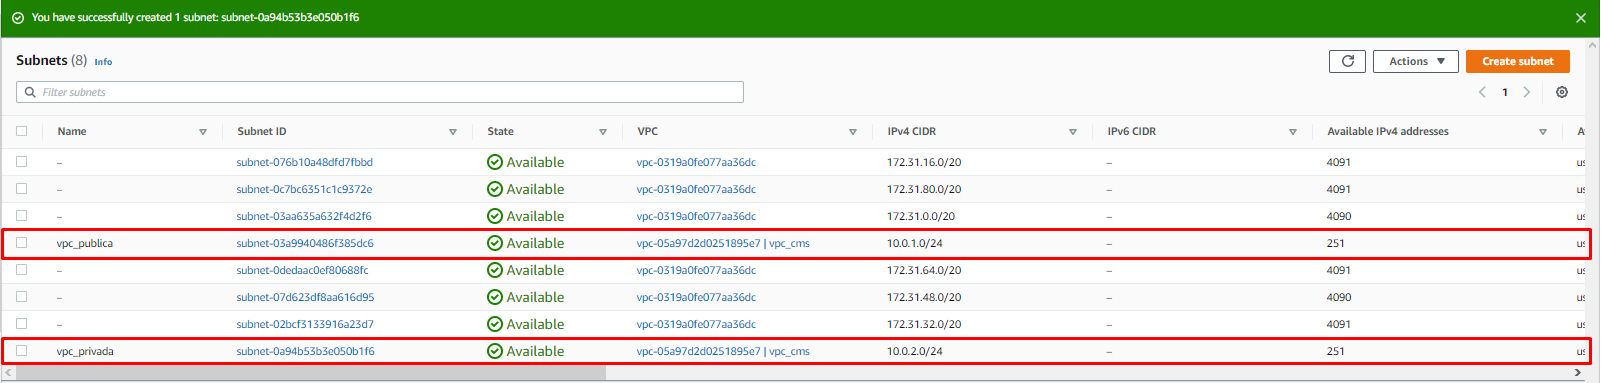 You have successfully created 1 subnet: subnet-0a94b53b3e050b1f6
Subnets (8) Info
Actions
Create subnet
Filter subnets
1
Name Subnet ID State VPC IPv4 CIDR IPv6 CIDR Available IPv4 addresses
– subnet-076b10a48dfd7fbbd Available vpc-0319a0fe077aa36dc 172.31.16.0/20 – 4091 us
– subnet-0c7bc6351c1c9372e Available vpc-0319a0fe077aa36dc 172.31.80.0/20 – 4091 us
– subnet-03aa635a632f4d2f6 Available vpc-0319a0fe077aa36dc 172.31.0.0/20 – 4090 us
vpc_publica subnet-03a9940486f385dc6 Available vpc-05a97d2d0251895e7 | vpc_cms 10.0.1.0/24 – 251 us
– subnet-0dedaac0ef80688fc Available vpc-0319a0fe077aa36dc 172.31.64.0/20 – 4091 us
– subnet-07d623df8aa616d95 Available vpc-0319a0fe077aa36dc 172.31.48.0/20 – 4090 us
– subnet-02bcf3133916a23d7 Available vpc-0319a0fe077aa36dc 172.31.32.0/20 – 4091 us
vpc_privada subnet-0a94b53b3e050b1f6 Available vpc-05a97d2d0251895e7 | vpc_cms 10.0.2.0/24 – 251 us